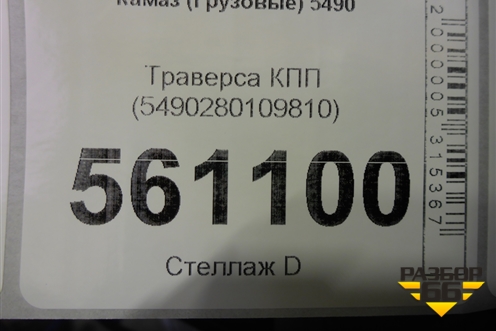 Камаз (Грузовые) 5490
Траверса КПП
(5490280109810)
561100
Стеллаж D
2000005315367
РАЗБОР
66